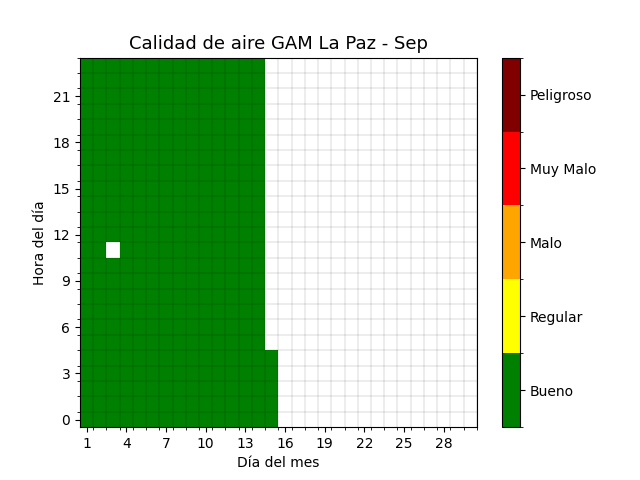 Calidad de aire GAM La Paz - Sep
21
18
15
12
9
6
3
0
Hora del día
1 4 7 10 13 16 19 22 25 28
Día del mes
Peligroso
Muy Malo
Malo
Regular
Bueno